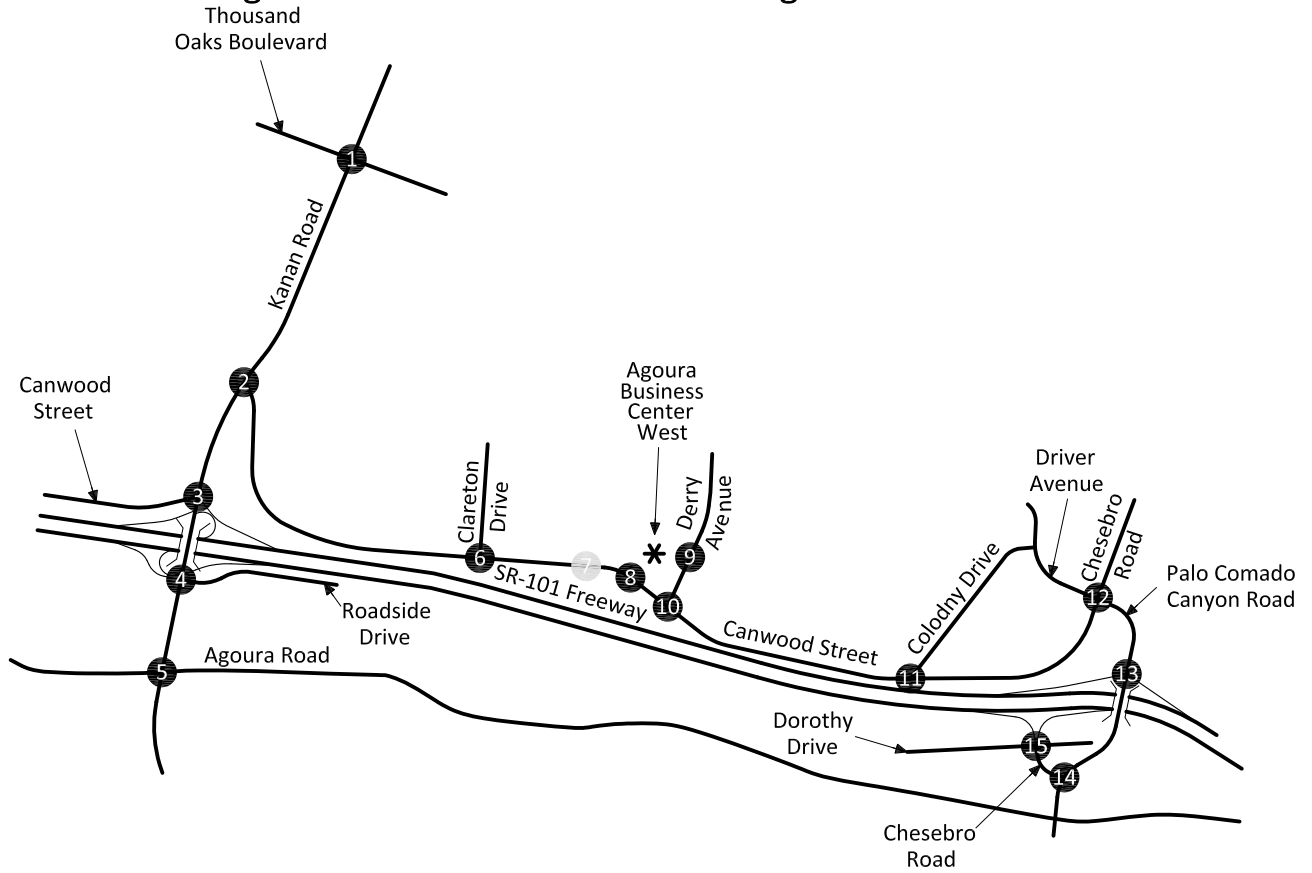 Thousand
Oaks Boulevard
1
Kanan Road
2
Canwood
Street
3
4
Roadside
Drive
5
Agoura Road
Clareton
Drive
6
SR-101 Freeway
7
8
Agoura
Business
Center
West
Derry
Avenue
9
10
Canwood Street
Colodny Drive
11
Driver
Avenue
Chesebro
Road
12
Palo Comado
Canyon Road
13
Dorothy
Drive
15
14
Chesebro
Road